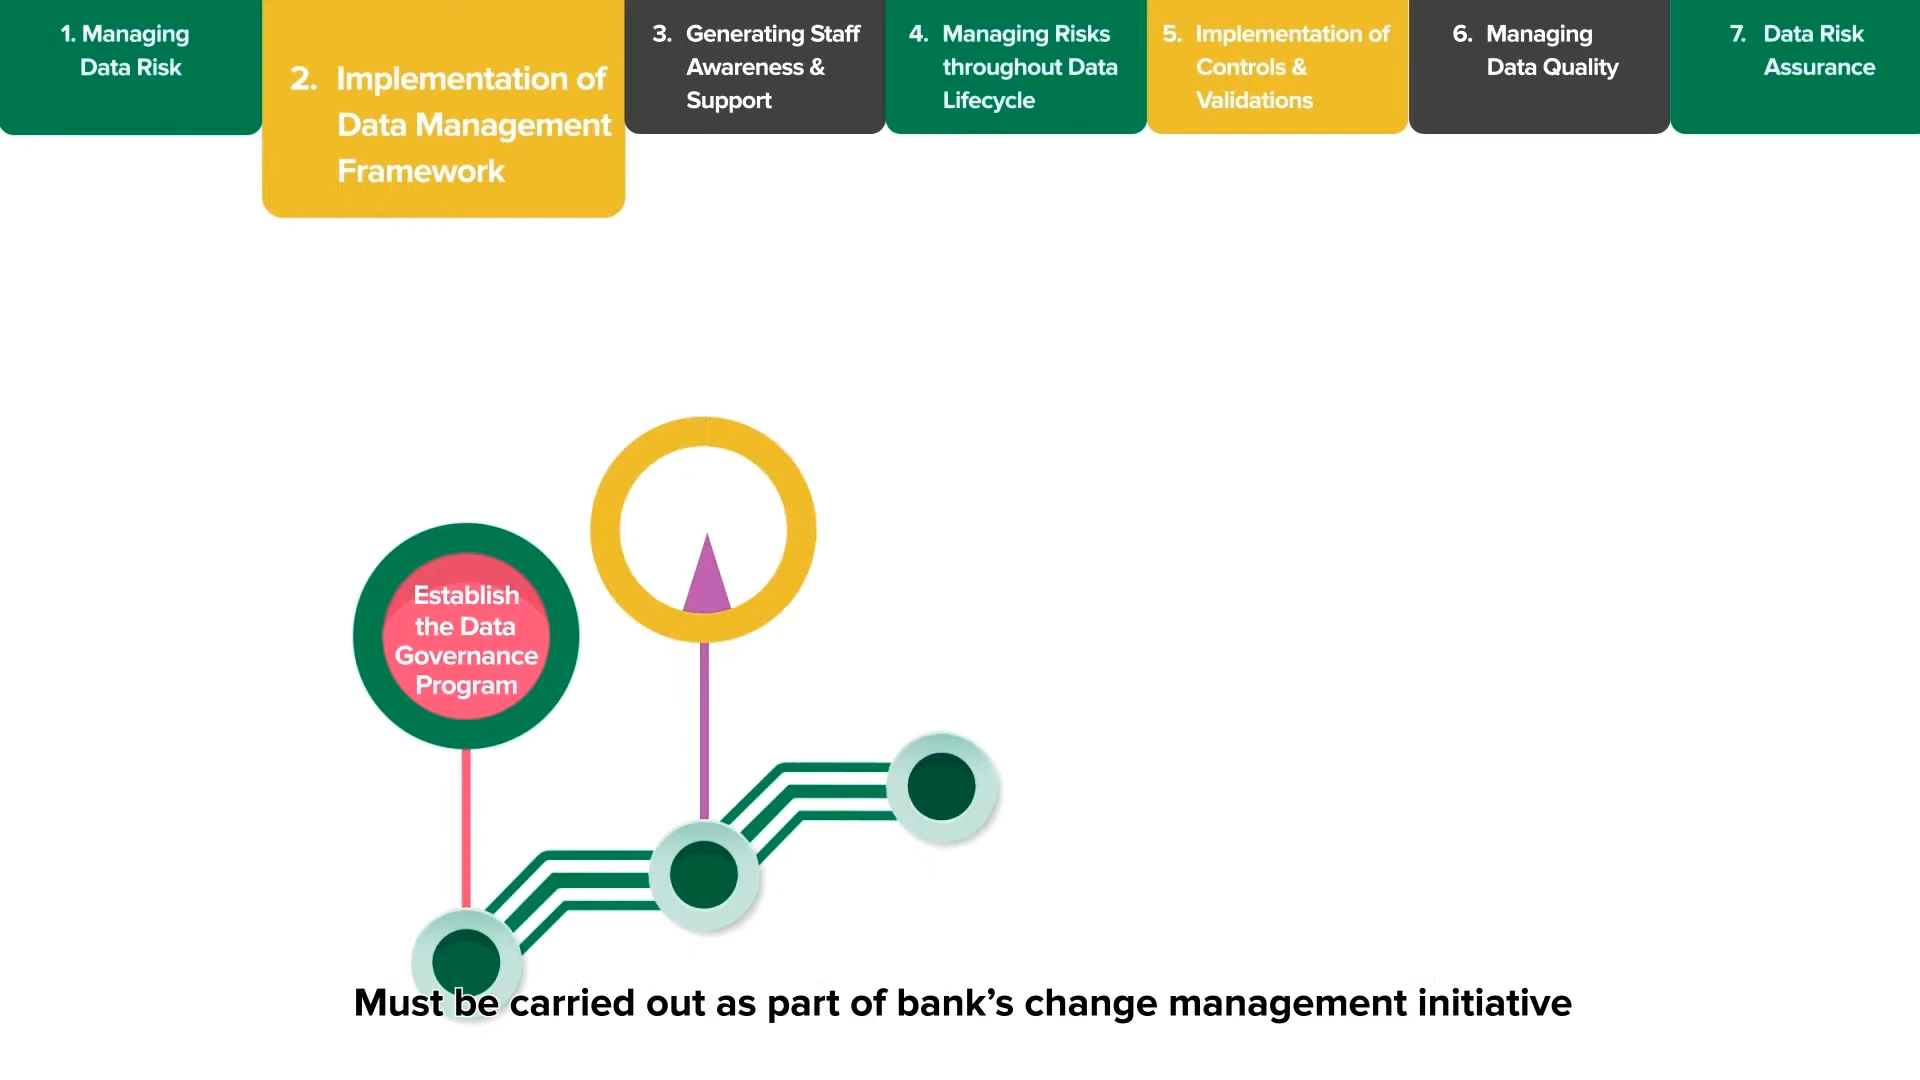 1. Managing
Data Risk
2. Implementation of
Data Management
Framework
3. Generating Staff
Awareness &
Support
4. Managing Risks
throughout Data
Lifecycle
5. Implementation of
Controls &
Validations
6. Managing
Data Quality
7. Data Risk
Assurance
Establish
the Data
Governance
Program
Must be carried out as part of bank’s change management initiative